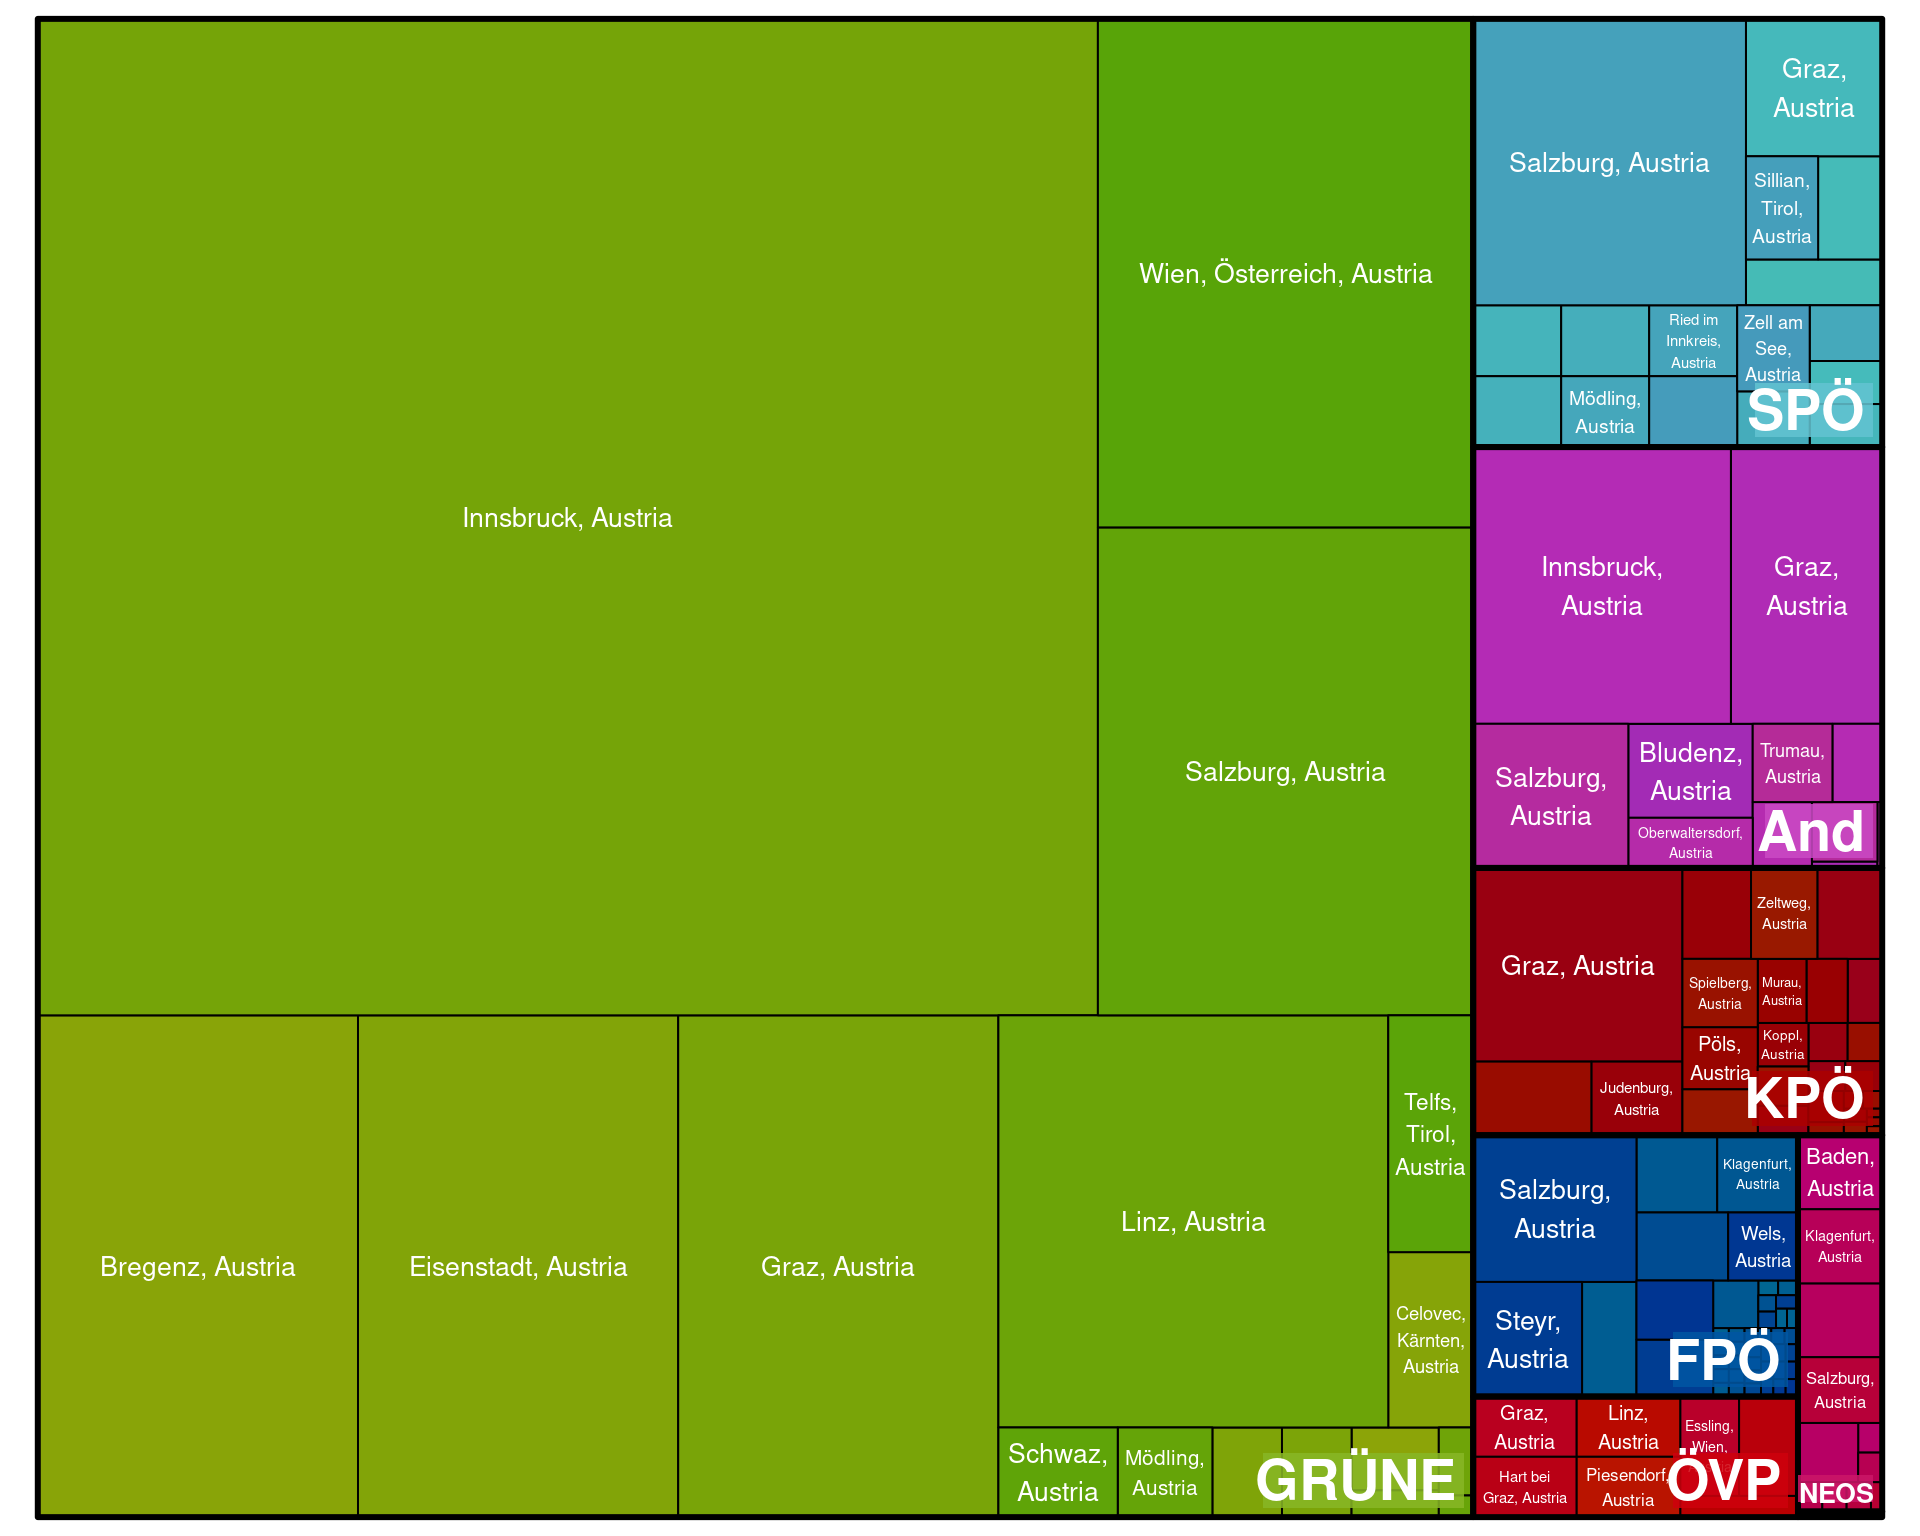 Innsbruck, Austria
Wien, Österreich, Austria
Salzburg, Austria
Bregenz, Austria
Eisenstadt, Austria
Graz, Austria
Linz, Austria
Telfs,
Tirol,
Austria
Celovec,
Kärnten,
Austria
Schwaz,
Austria
Mödling,
Austria
GRÜNE
Salzburg, Austria
Graz,
Austria
Sillian,
Tirol,
Austria
Ried im
Innkreis,
Austria
Zell am
See,
Austria
Mödling,
Austria
SPÖ
Innsbruck,
Austria
Graz,
Austria
Salzburg,
Austria
Bludenz,
Austria
Oberwaltersdorf,
Austria
Trumau,
Austria
And
Graz, Austria
Zeltweg,
Austria
Spielberg,
Austria
Murau,
Austria
Pöls,
Austria
Koppl,
Austria
Judenburg,
Austria
KPÖ
Salzburg,
Austria
Klagenfurt,
Austria
Wels,
Austria
Steyr,
Austria
FPÖ
Baden,
Austria
Klagenfurt,
Austria
Salzburg,
Austria
NEOS
Graz,
Austria
Linz,
Austria
Essling,
Wien,
Hart bei
Graz, Austria
Piesendorf,
Austria
ÖVP